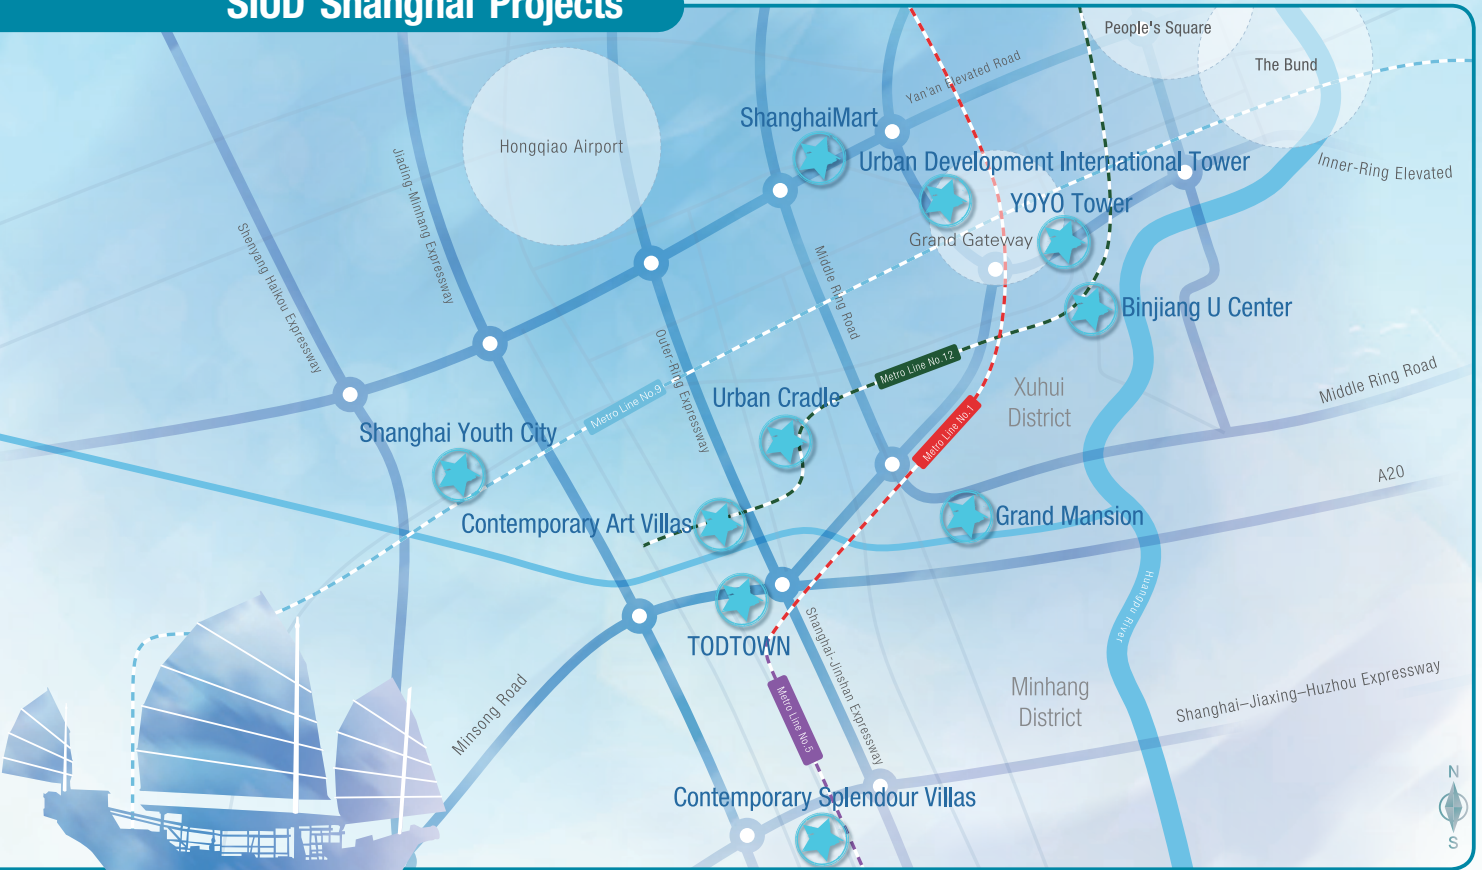 SIUD Shanghai Projects
People's Square
The Bund
Yan'an Elevated Road
ShanghaiMart
Hongqiao Airport
Urban Development International Tower
Inner-Ring Elevated
Jiading-Minhang Expressway
YOYO Tower
Grand Gateway
Shenyang Haikou Expressway
Middle Ring Road
Binjiang U Center
Outer-Ring Expressway
Metro Line No.12
Metro Line No.9
Urban Cradle
Xuhui
District
Middle Ring Road
Metro Line No.1
Shanghai Youth City
A20
Contemporary Art Villas
Grand Mansion
Huangpu River
TODTOWN
Shanghai-Jinshan Expressway
Minhang
District
Minsong Road
Metro Line No.5
Shanghai–Jiaxing–Huzhou Expressway
N
S
Contemporary Splendour Villas